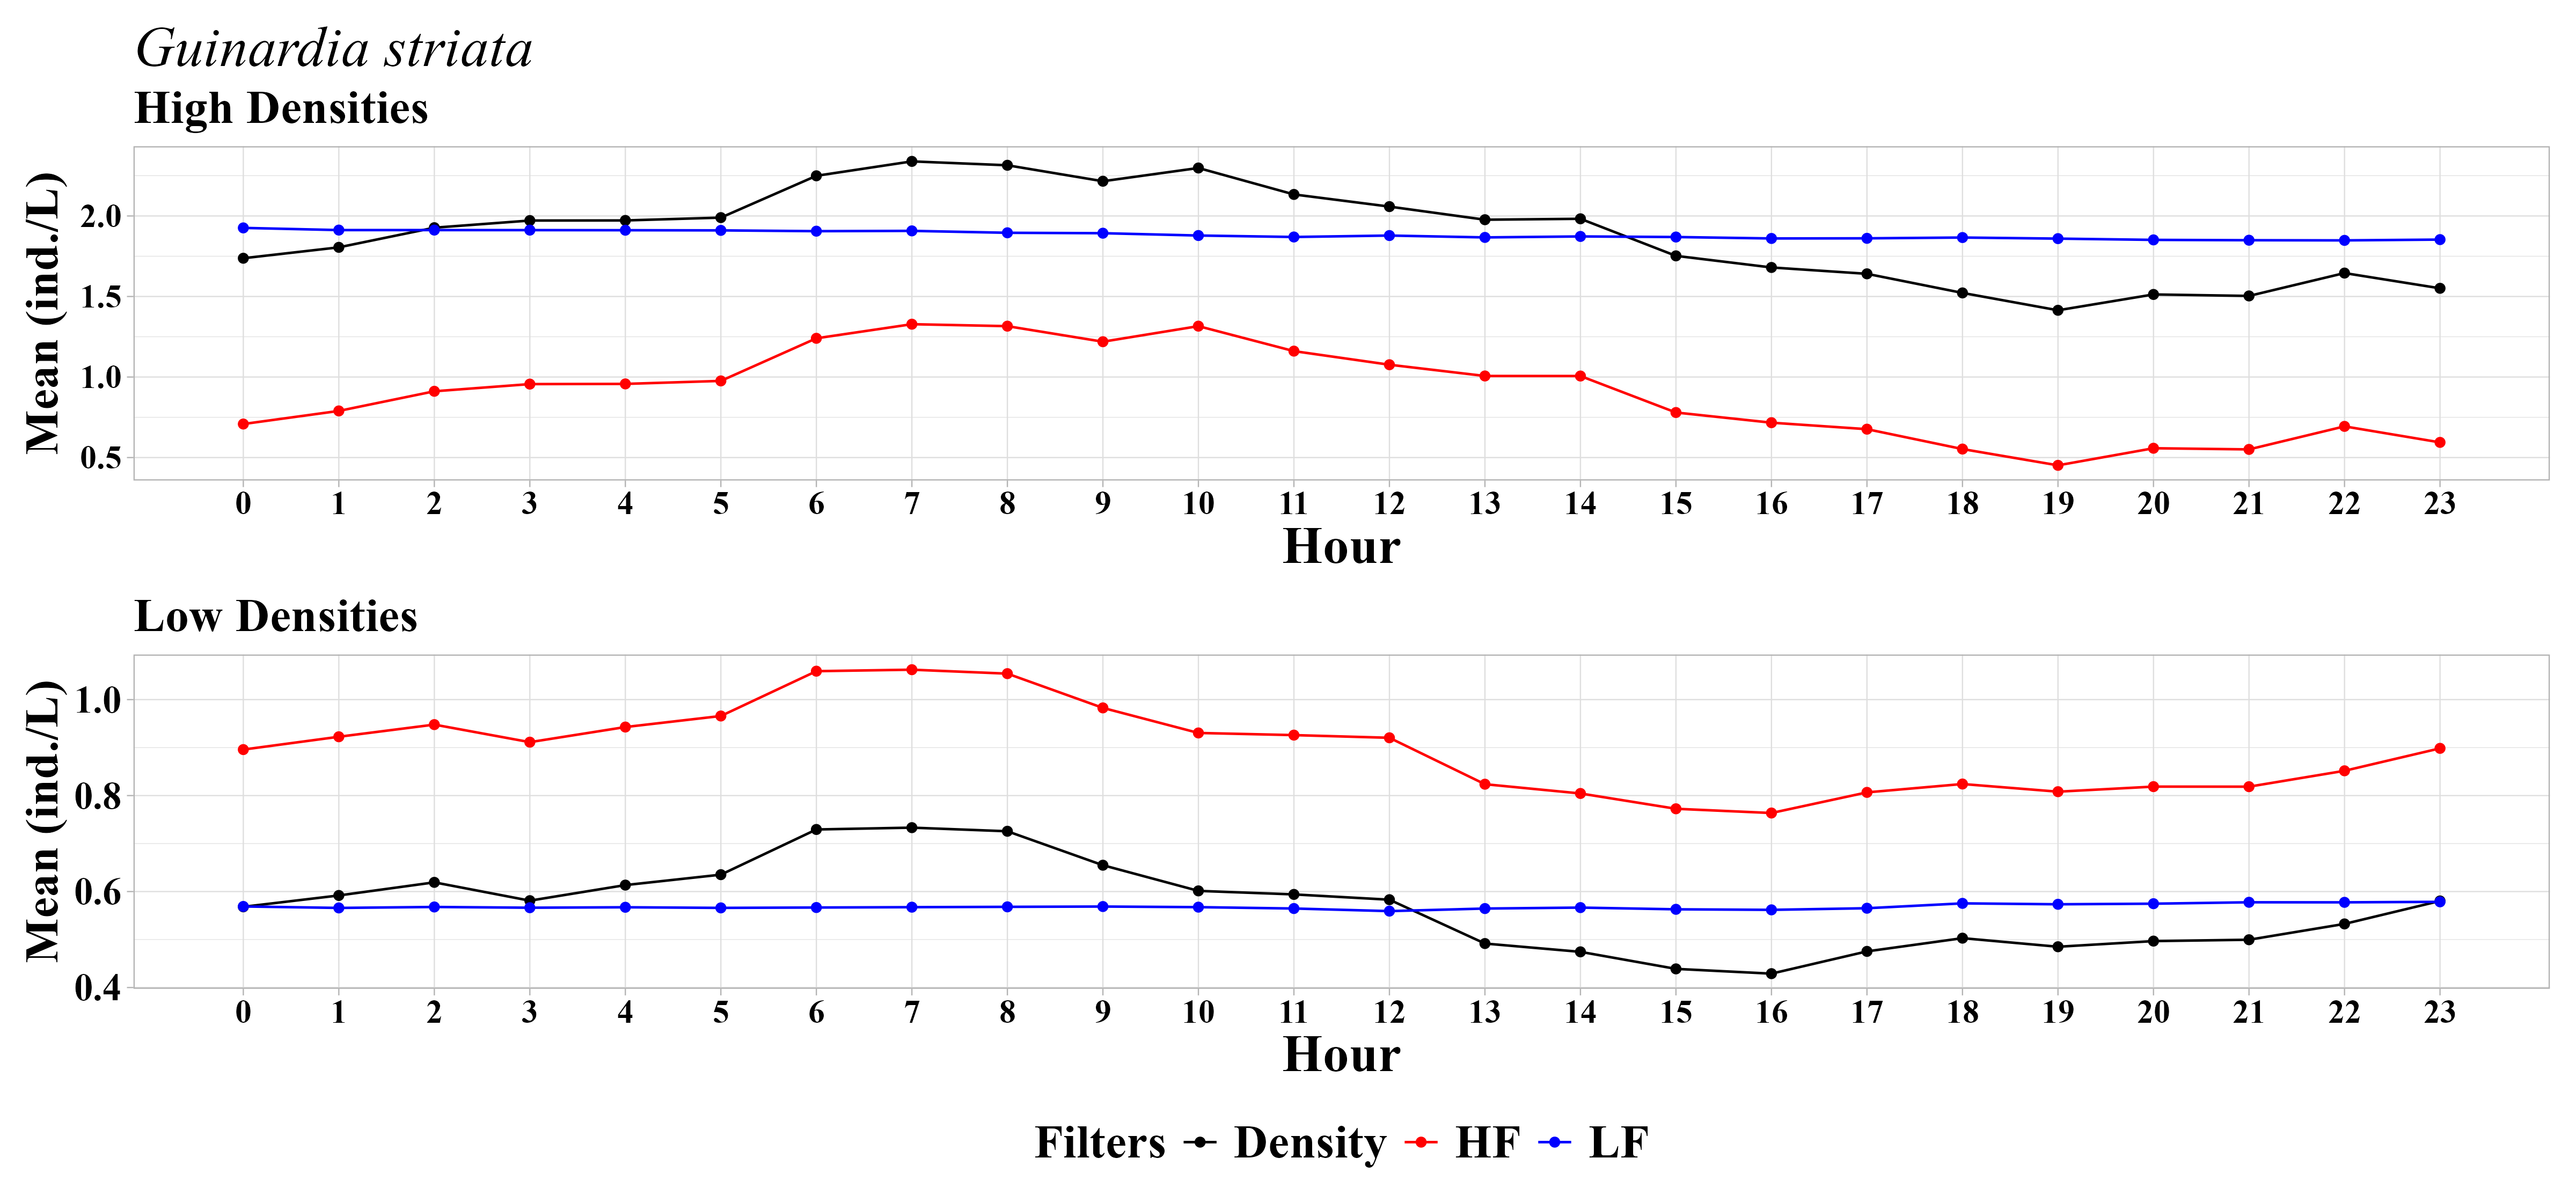 Guinardia striata
High Densities
Mean (ind./L)
2.0
1.5
1.0
0.5
0 1 2 3 4 5 6 7 8 9 10 11 12 13 14 15 16 17 18 19 20 21 22 23
Hour
Low Densities
Mean (ind./L)
1.0
0.8
0.6
0.4
0 1 2 3 4 5 6 7 8 9 10 11 12 13 14 15 16 17 18 19 20 21 22 23
Hour
Filters Density HF LF